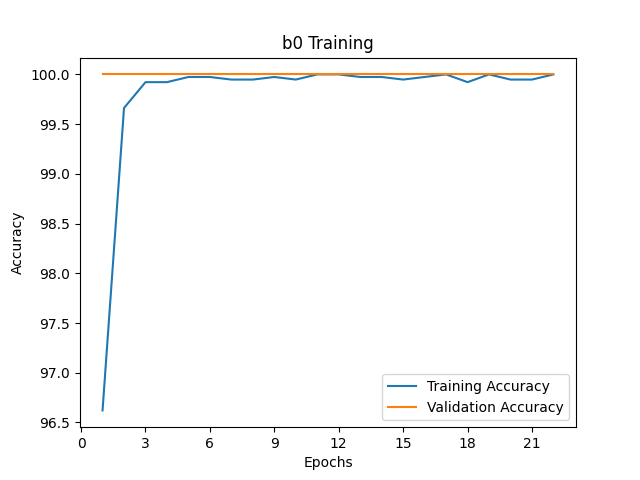 b0 Training
100.0
99.5
99.0
98.5
98.0
97.5
97.0
96.5
Accuracy
Training Accuracy
Validation Accuracy
0 3 6 9 12 15 18 21
Epochs